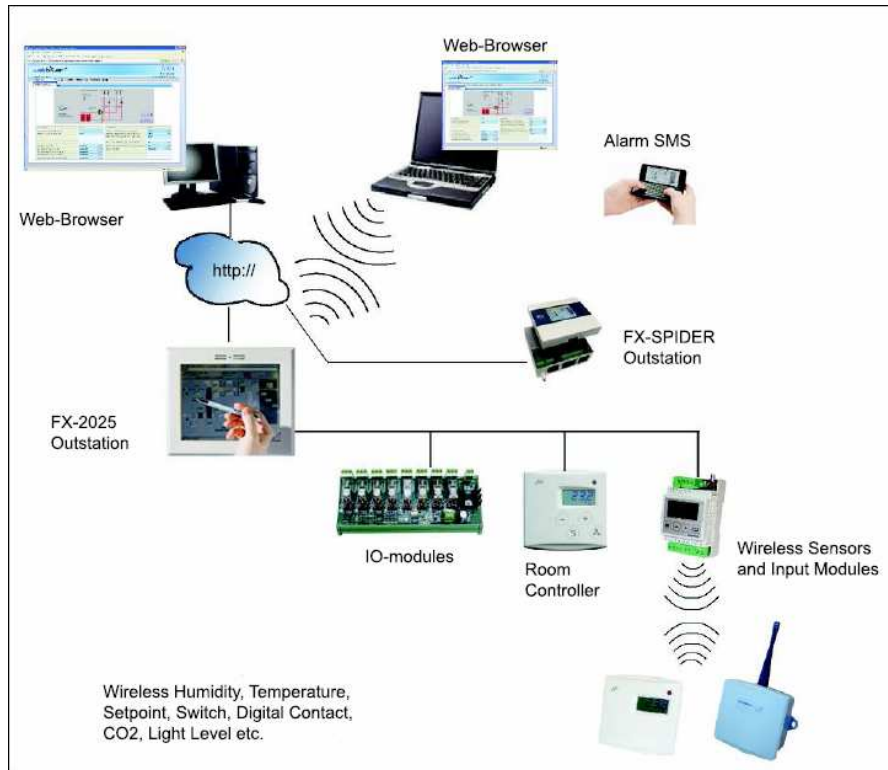 Web-Browser
Alarm SMS
Web-Browser
http://
FX-SPIDER
Outstation
FX-2025
Outstation
IO-modules
Room
Controller
Wireless Sensors
and Input Modules
Wireless Humidity, Temperature,
Setpoint, Switch, Digital Contact,
CO2, Light Level etc.